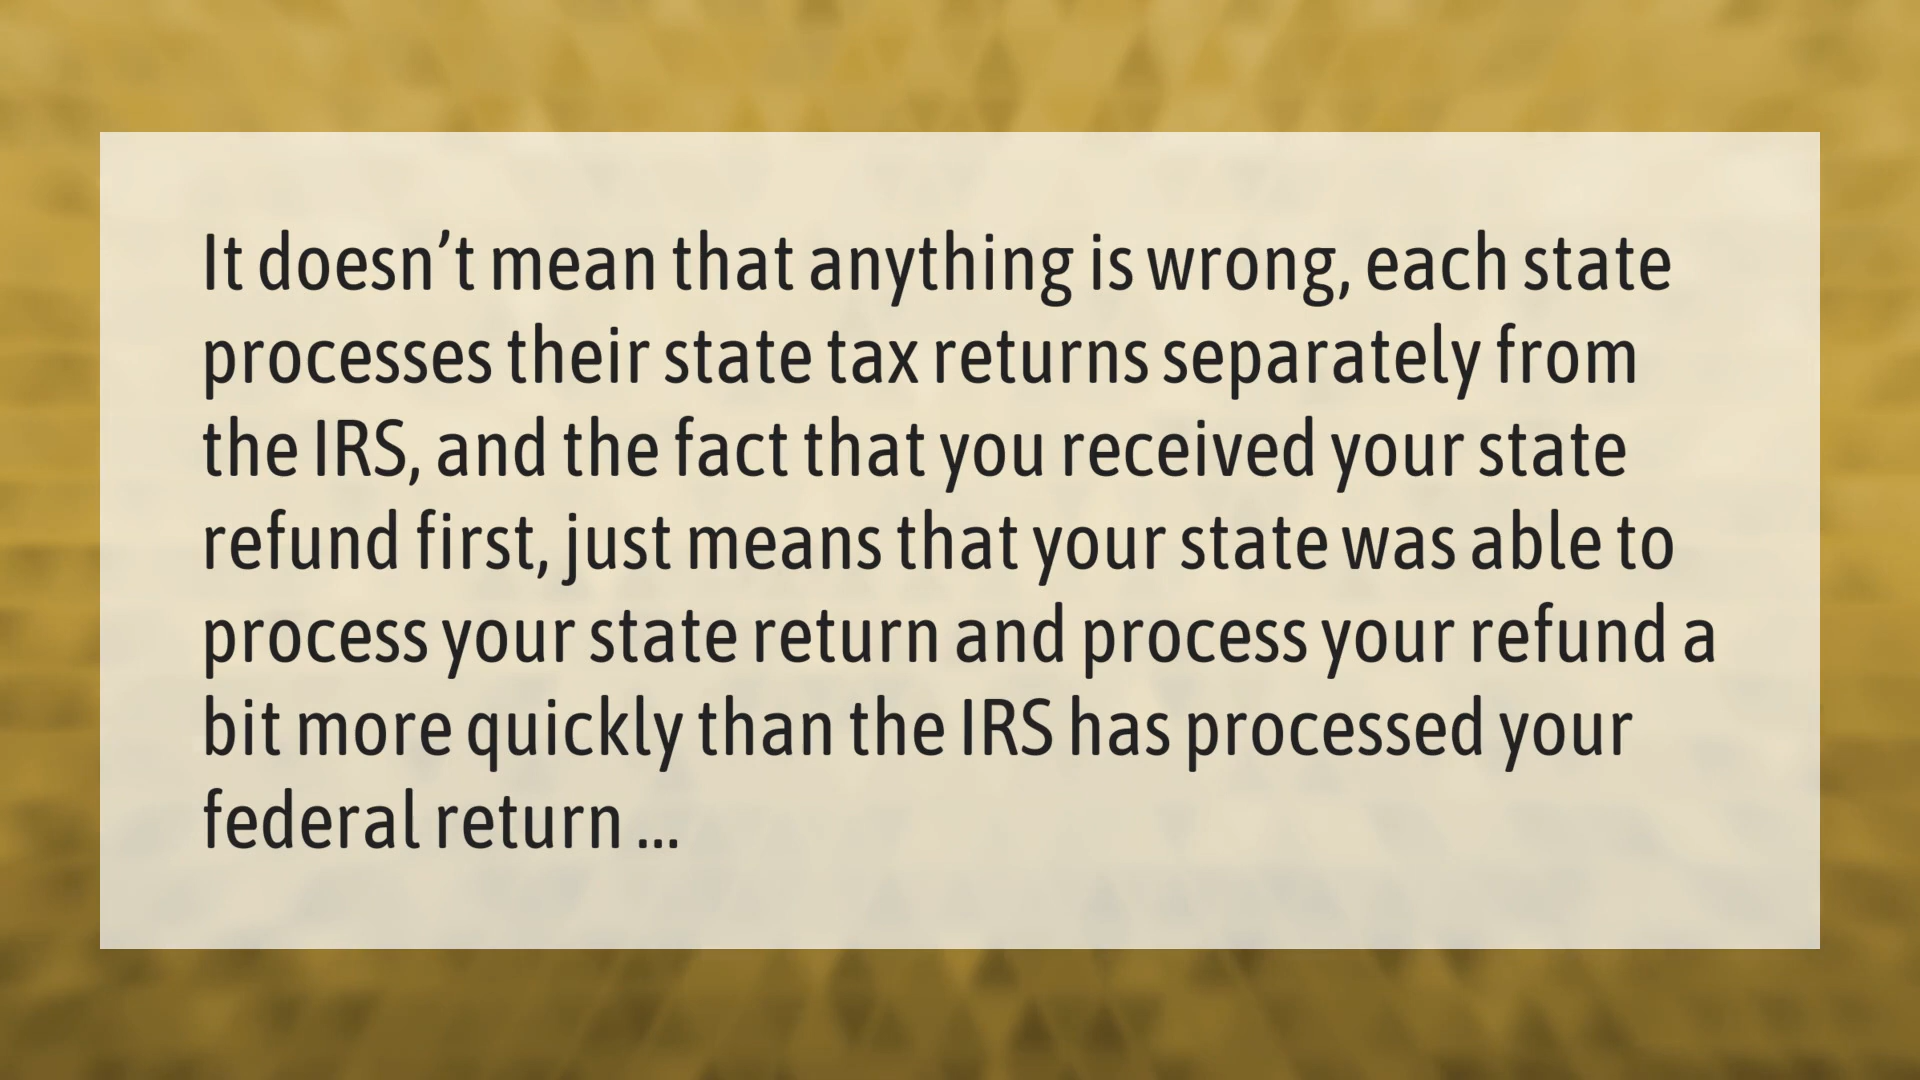 It doesn’t mean that anything is wrong, each state
processes their state tax returns separately from
the IRS, and the fact that you received your state
refund first, just means that your state was able to
process your state return and process your refund a
bit more quickly than the IRS has processed your
federal return ...